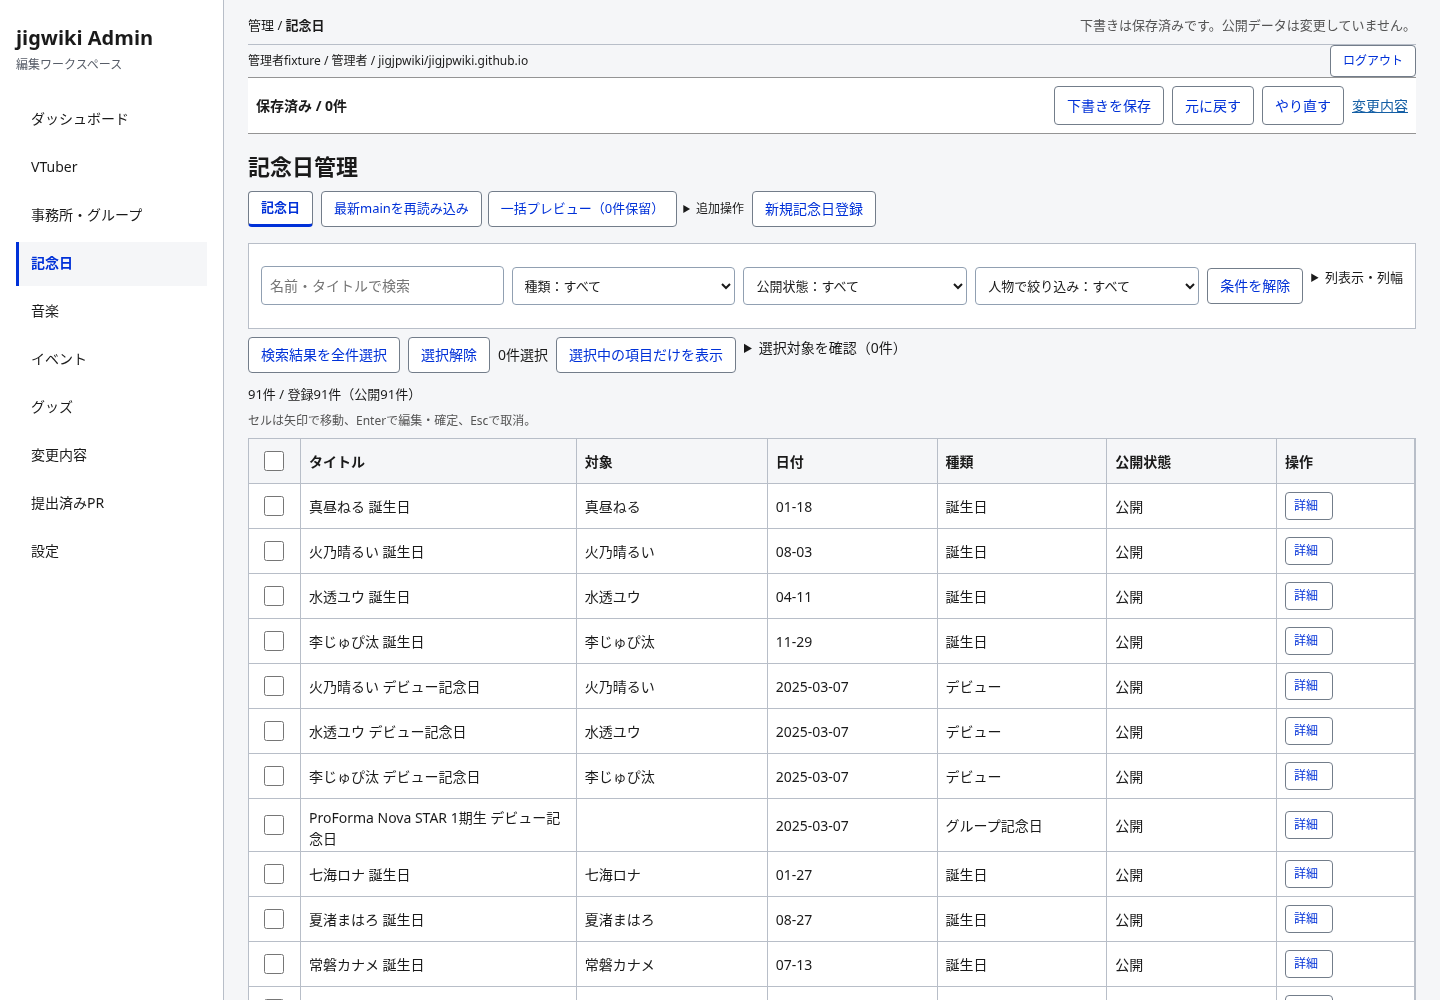 jigwiki Admin
編集ワークスペース
ダッシュボード
VTuber
事務所・グループ
記念日
音楽
イベント
グッズ
変更内容
提出済みPR
設定
管理 / 記念日
下書きは保存済みです。公開データは変更していません。
管理者fixture / 管理者 / jigjpwiki/jigjpwiki.github.io
ログアウト
保存済み / 0件
下書きを保存 元に戻す やり直す 変更内容
記念日管理
記念日 最新mainを再読み込み 一括プレビュー（0件保留） ▶ 追加操作 新規記念日登録
名前・タイトルで検索 種類：すべて 公開状態：すべて 人物で絞り込み：すべて 条件を解除 ▶ 列表示・列幅
検索結果を全件選択 選択解除 0件選択 選択中の項目だけを表示 ▶ 選択対象を確認（0件）
91件 / 登録91件（公開91件）
セルは矢印で移動、Enterで編集・確定、Escで取消。
タイトル 対象 日付 種類 公開状態 操作
真昼ねる 誕生日 真昼ねる 01-18 誕生日 公開 詳細
火乃晴るい 誕生日 火乃晴るい 08-03 誕生日 公開 詳細
水透ユウ 誕生日 水透ユウ 04-11 誕生日 公開 詳細
李じゅぴ汰 誕生日 李じゅぴ汰 11-29 誕生日 公開 詳細
火乃晴るい デビュー記念日 火乃晴るい 2025-03-07 デビュー 公開 詳細
水透ユウ デビュー記念日 水透ユウ 2025-03-07 デビュー 公開 詳細
李じゅぴ汰 デビュー記念日 李じゅぴ汰 2025-03-07 デビュー 公開 詳細
ProForma Nova STAR 1期生 デビュー記
念日
2025-03-07 グループ記念日 公開 詳細
七海ロナ 誕生日 七海ロナ 01-27 誕生日 公開 詳細
夏渚まはろ 誕生日 夏渚まはろ 08-27 誕生日 公開 詳細
常磐カナメ 誕生日 常磐カナメ 07-13 誕生日 公開 詳細